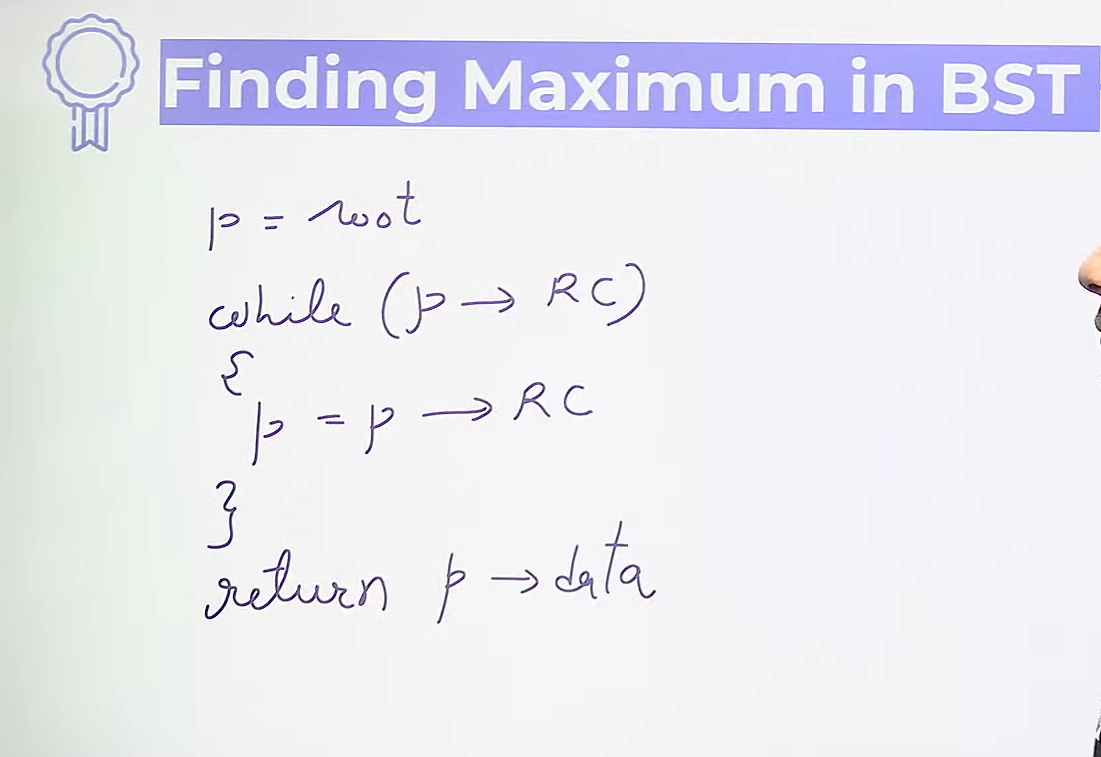 Finding Maximum in BST
p = root
while (p → RC)
{
p = p → RC
}
return p → data